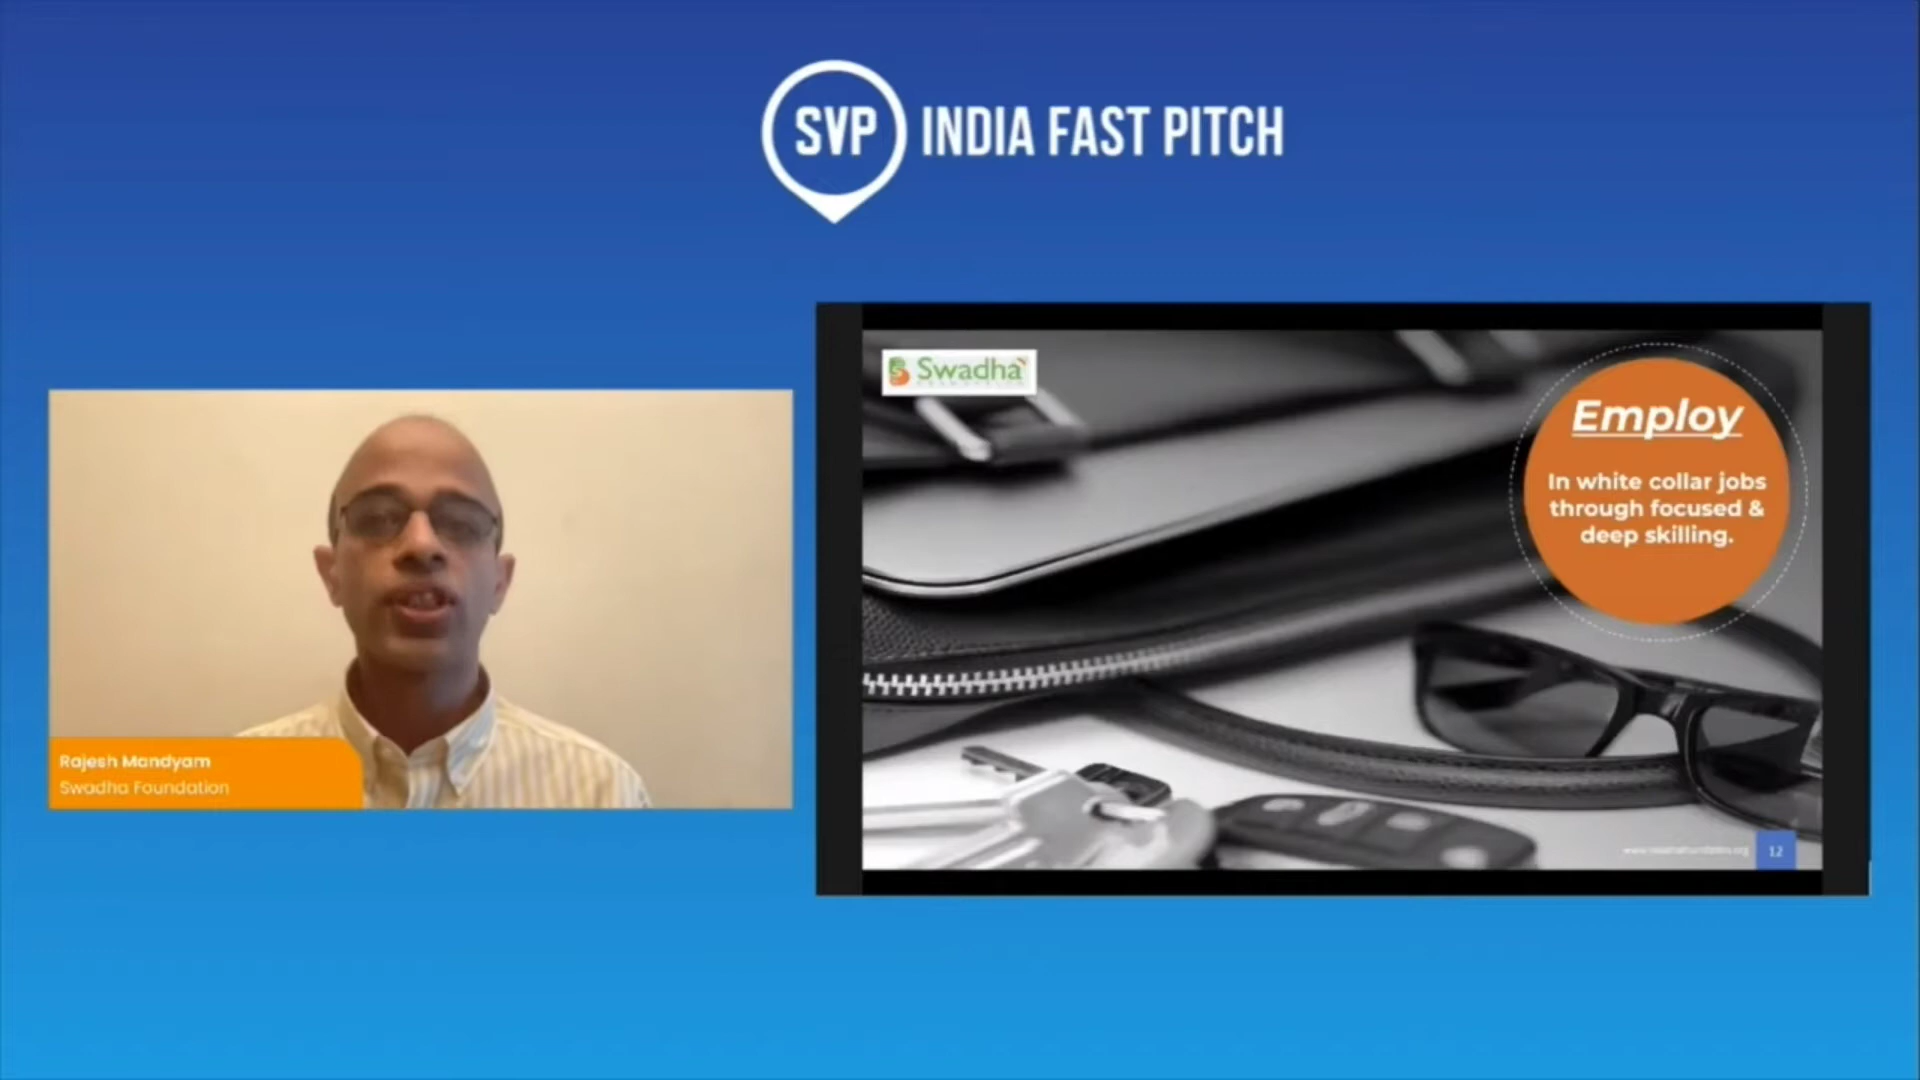 SVP INDIA FAST PITCH
Swadha
Employ
In white collar jobs
through focused &
deep skilling.
Rajesh Mandyam
Swadha Foundation
12